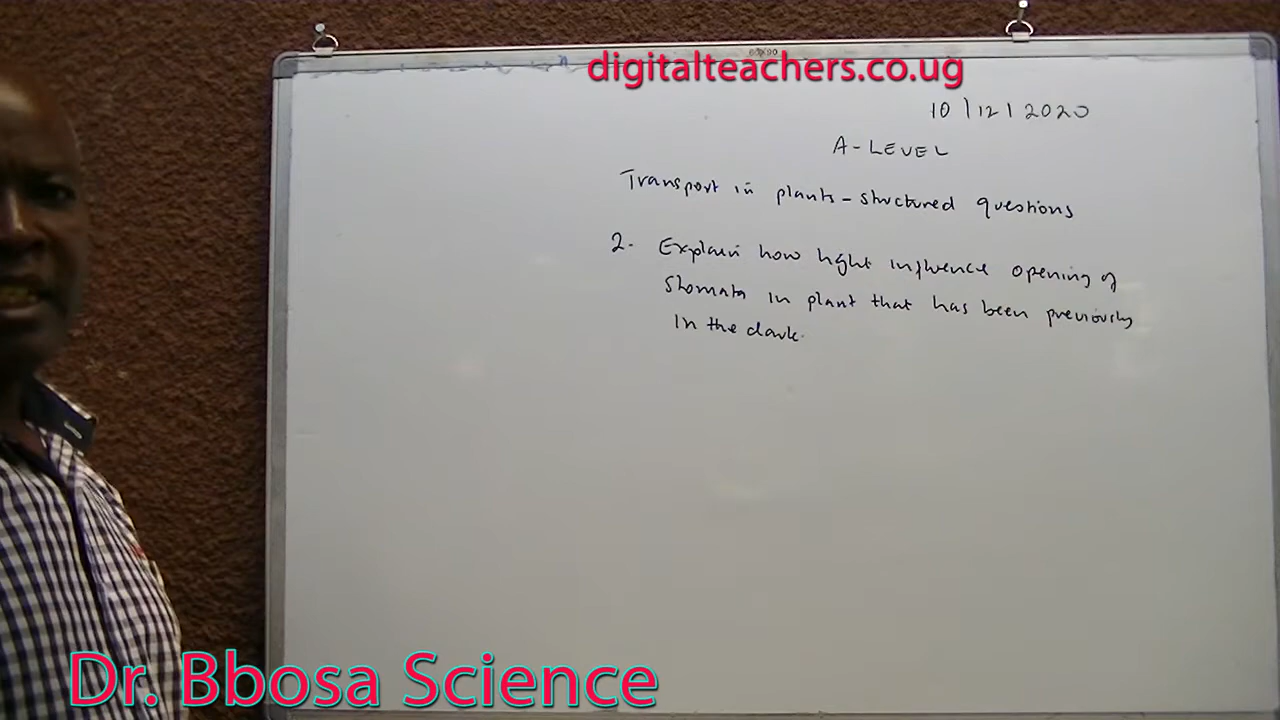 digitalteachers.co.ug
10/12/2020
A-LEVEL
Transport in plants - structured questions
2. Explain how light influence opening of
stomata in plant that has been previously
in the dark.
Dr. Bbosa Science